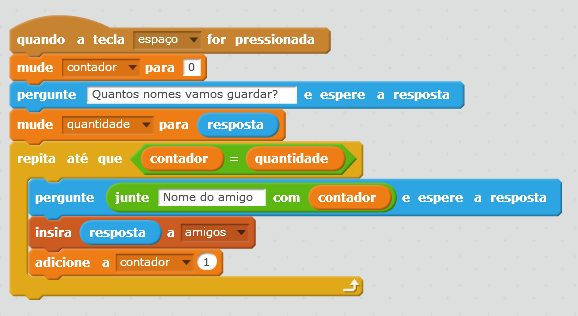 quando a tecla espaço for pressionada
mude contador para 0
pergunte Quantos nomes vamos guardar? e espere a resposta
mude quantidade para resposta
repita até que contador = quantidade
pergunte junte Nome do amigo com contador e espere a resposta
insira resposta a amigos
adicione a contador 1